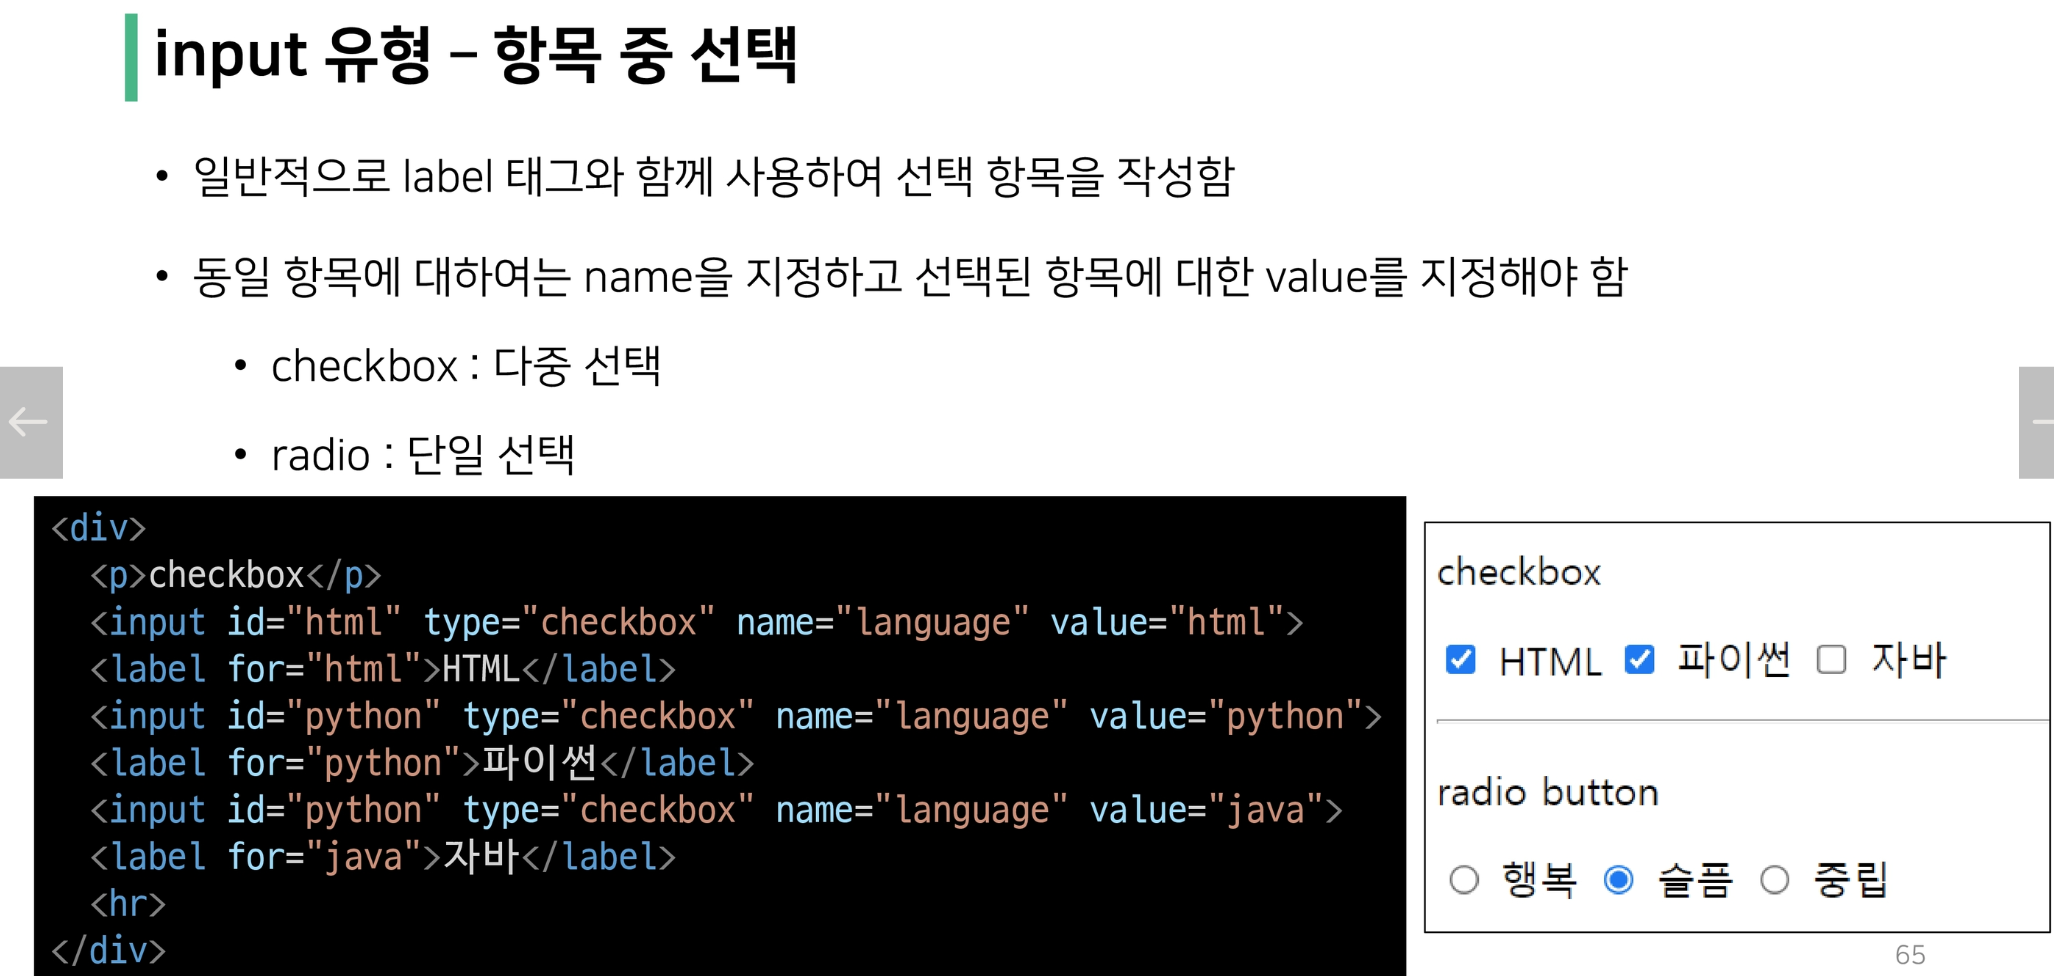 input 유형 – 항목 중 선택
• 일반적으로 label 태그와 함께 사용하여 선택 항목을 작성함
• 동일 항목에 대하여는 name을 지정하고 선택된 항목에 대한 value를 지정해야 함
• checkbox : 다중 선택
• radio : 단일 선택
<div>
<p>checkbox</p>
<input id="html" type="checkbox" name="language" value="html">
<label for="html">HTML</label>
<input id="python" type="checkbox" name="language" value="python">
<label for="python">파이썬</label>
<input id="python" type="checkbox" name="language" value="java">
<label for="java">자바</label>
<hr>
</div>
checkbox
HTML 파이썬 자바
radio button
행복 슬픔 중립
65